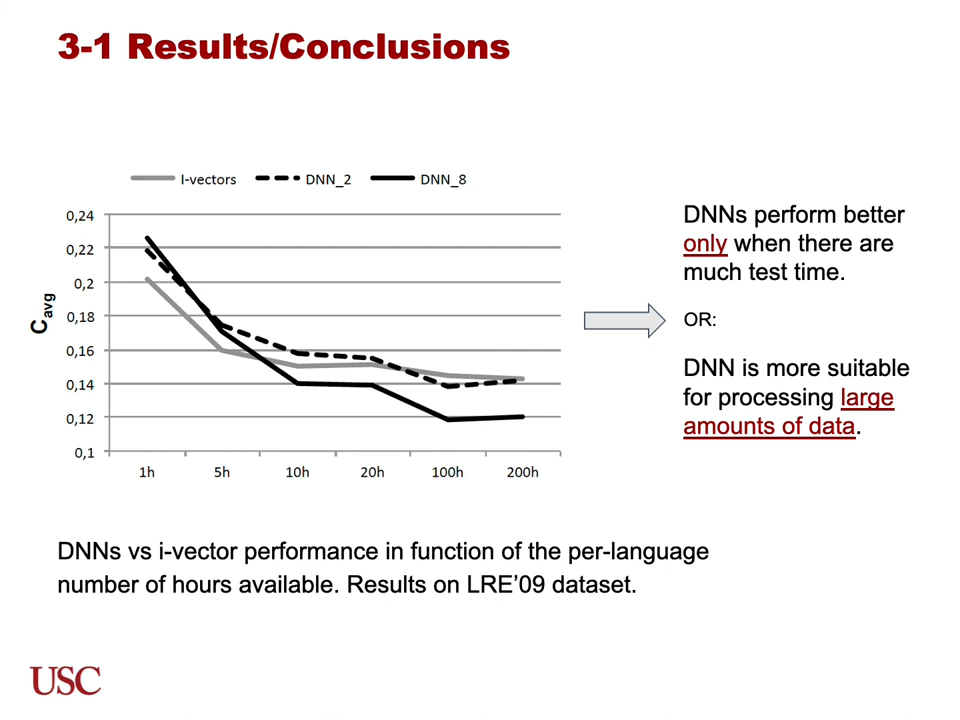 3-1 Results/Conclusions
I-vectors DNN_2 DNN_8
0,24
0,22
0,2
0,18
0,16
0,14
0,12
0,1
Cavg
1h 5h 10h 20h 100h 200h
DNNs perform better
only when there are
much test time.
OR:
DNN is more suitable
for processing large
amounts of data.
DNNs vs i-vector performance in function of the per-language
number of hours available. Results on LRE’09 dataset.
USC